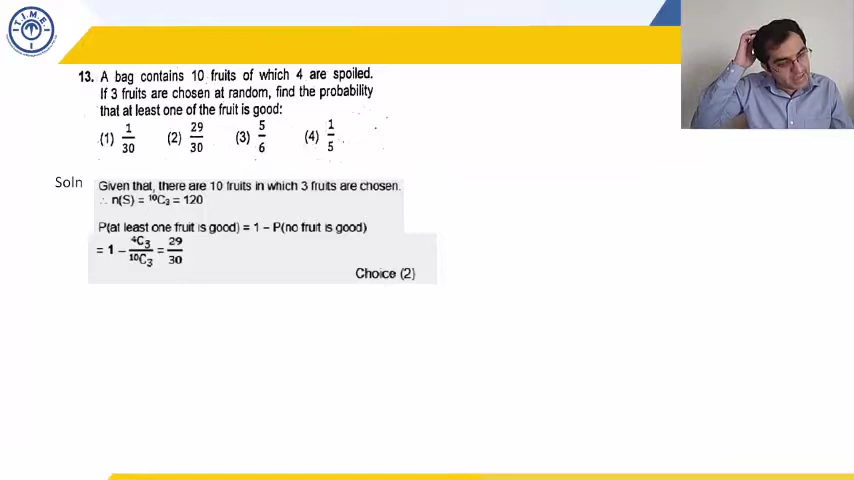 T.I.M.E.
13. A bag contains 10 fruits of which 4 are spoiled.
If 3 fruits are chosen at random, find the probability
that at least one of the fruit is good:
(1) 1/30 (2) 29/30 (3) 5/6 (4) 1/5
Soln
Given that, there are 10 fruits in which 3 fruits are chosen.
∴ n(S) = ¹⁰C₃ = 120
P(at least one fruit is good) = 1 – P(no fruit is good)
= 1 – ⁴C₃/¹⁰C₃ = 29/30
Choice (2)